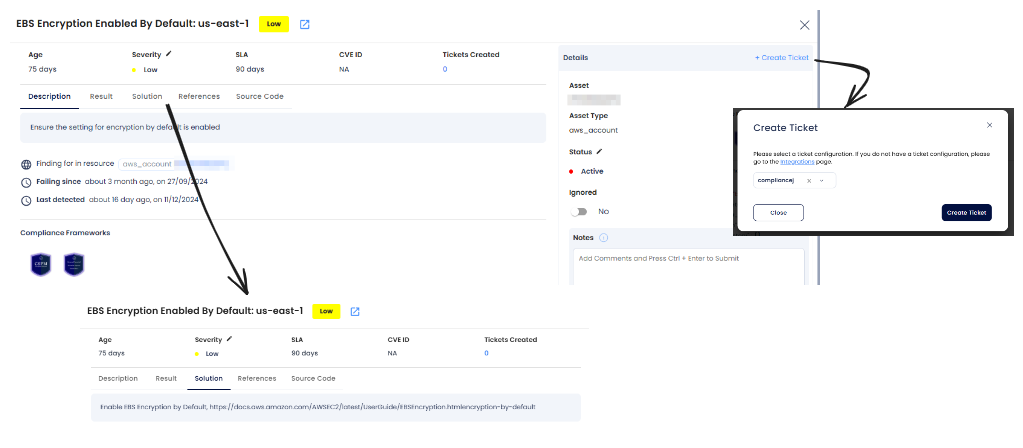 EBS Encryption Enabled By Default: us-east-1 Low
Age Severity SLA CVE ID Tickets Created
75 days Low 90 days NA 0
Description Result Solution References Source Code
Ensure the setting for encryption by default is enabled
Finding for in resource aws_account
Failing since about 3 month ago, on 27/09/2024
Last detected about 16 day ago, on 11/12/2024
Compliance Frameworks
Details + Create Ticket
Asset
Asset Type
aws_account
Status
Active
Ignored
No
Notes
Add Comments and Press Ctrl + Enter to Submit
Create Ticket
Please select a ticket configuration. If you do not have a ticket configuration, please
go to the Integrations page.
compliancej
Close Create Ticket
EBS Encryption Enabled By Default: us-east-1 Low
Age Severity SLA CVE ID Tickets Created
75 days Low 90 days NA 0
Description Result Solution References Source Code
Enable EBS Encryption by Default, https://docs.aws.amazon.com/AWSEC2/latest/UserGuide/EBSEncryption.htmlencryption-by-default